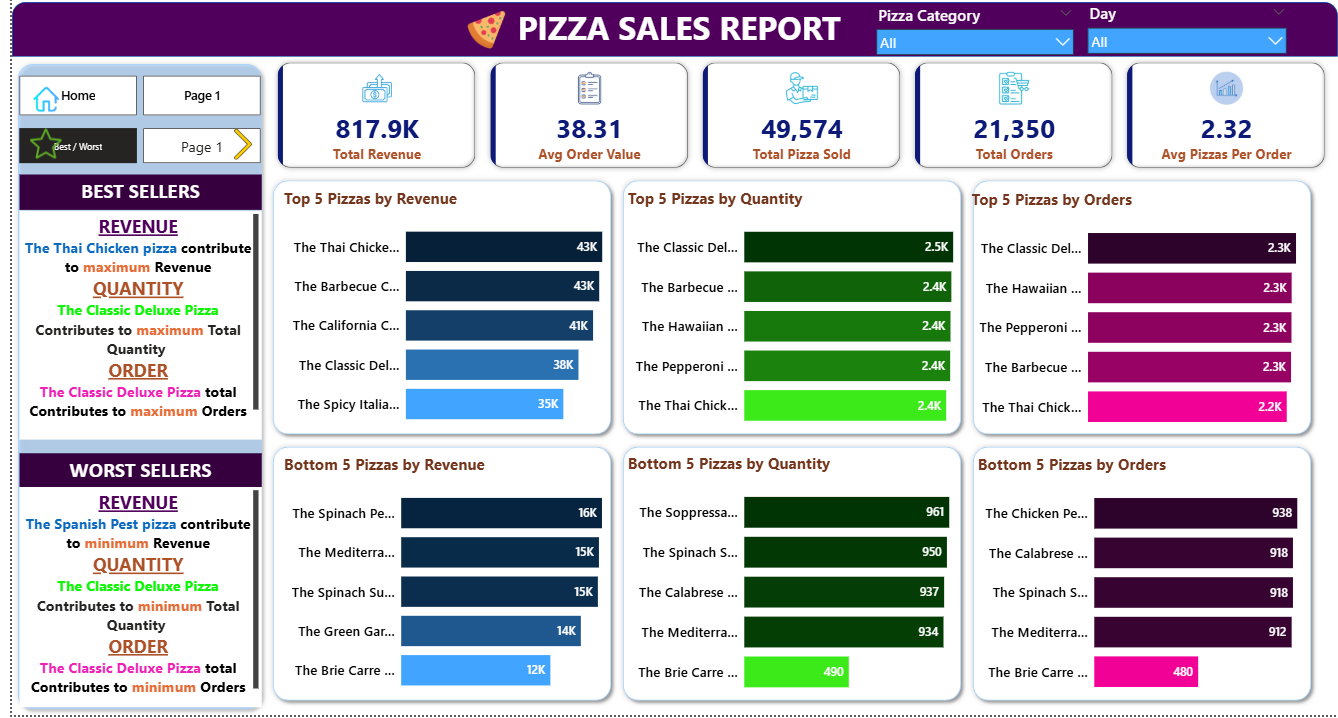 PIZZA SALES REPORT
Pizza Category
All
Day
All
Home
Page 1
Best / Worst
Page 1
817.9K
Total Revenue
38.31
Avg Order Value
49,574
Total Pizza Sold
21,350
Total Orders
2.32
Avg Pizzas Per Order
BEST SELLERS
REVENUE
The Thai Chicken pizza contribute
to maximum Revenue
QUANTITY
The Classic Deluxe Pizza
Contributes to maximum Total
Quantity
ORDER
The Classic Deluxe Pizza total
Contributes to maximum Orders
WORST SELLERS
REVENUE
The Spanish Pest pizza contribute
to minimum Revenue
QUANTITY
The Classic Deluxe Pizza
Contributes to minimum Total
Quantity
ORDER
The Classic Deluxe Pizza total
Contributes to minimum Orders
Top 5 Pizzas by Revenue
The Thai Chicke... 43K
The Barbecue C... 43K
The California C... 41K
The Classic Del... 38K
The Spicy Italia... 35K
Top 5 Pizzas by Quantity
The Classic Del... 2.5K
The Barbecue ... 2.4K
The Hawaiian ... 2.4K
The Pepperoni ... 2.4K
The Thai Chick... 2.4K
Top 5 Pizzas by Orders
The Classic Del... 2.3K
The Hawaiian ... 2.3K
The Pepperoni ... 2.3K
The Barbecue ... 2.3K
The Thai Chick... 2.2K
Bottom 5 Pizzas by Revenue
The Spinach Pe... 16K
The Mediterra... 15K
The Spinach Su... 15K
The Green Gar... 14K
The Brie Carre ... 12K
Bottom 5 Pizzas by Quantity
The Soppressa... 961
The Spinach S... 950
The Calabrese ... 937
The Mediterra... 934
The Brie Carre ... 490
Bottom 5 Pizzas by Orders
The Chicken Pe... 938
The Calabrese ... 918
The Spinach S... 918
The Mediterra... 912
The Brie Carre ... 480